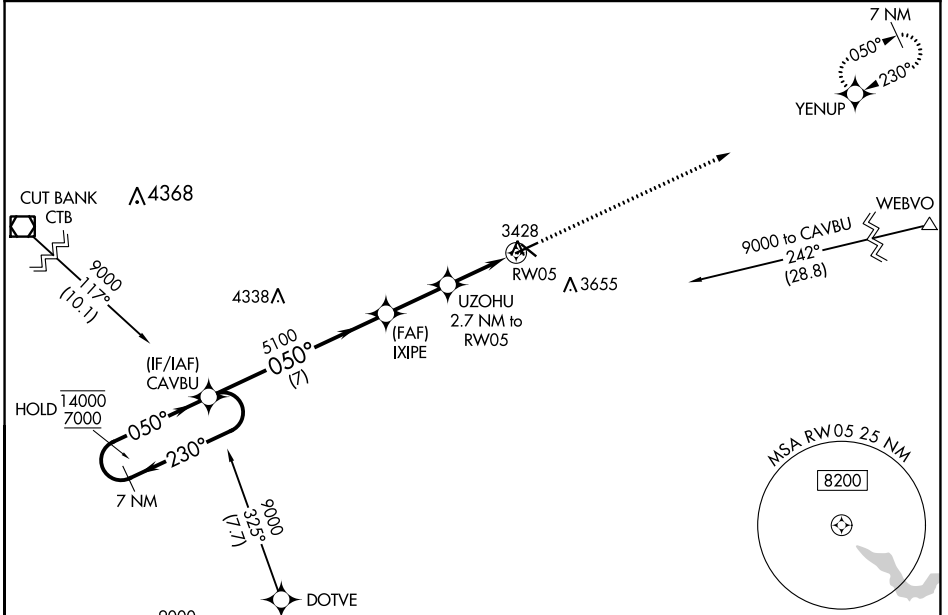 7 NM
050°
230°
YENUP
CUT BANK
CTB
4368
9000
117°
(10.1)
WEBVO
9000 to CAVBU
242°
(28.8)
3428
RW05
3655
4338
UZOHU
2.7 NM to
RW05
(FAF)
IXIPE
5100
050°
(7)
(IF/IAF)
CAVBU
HOLD 14000
7000
050°
230°
7 NM
9000
325°
(7.7)
DOTVE
MSA RW05 25 NM
8200